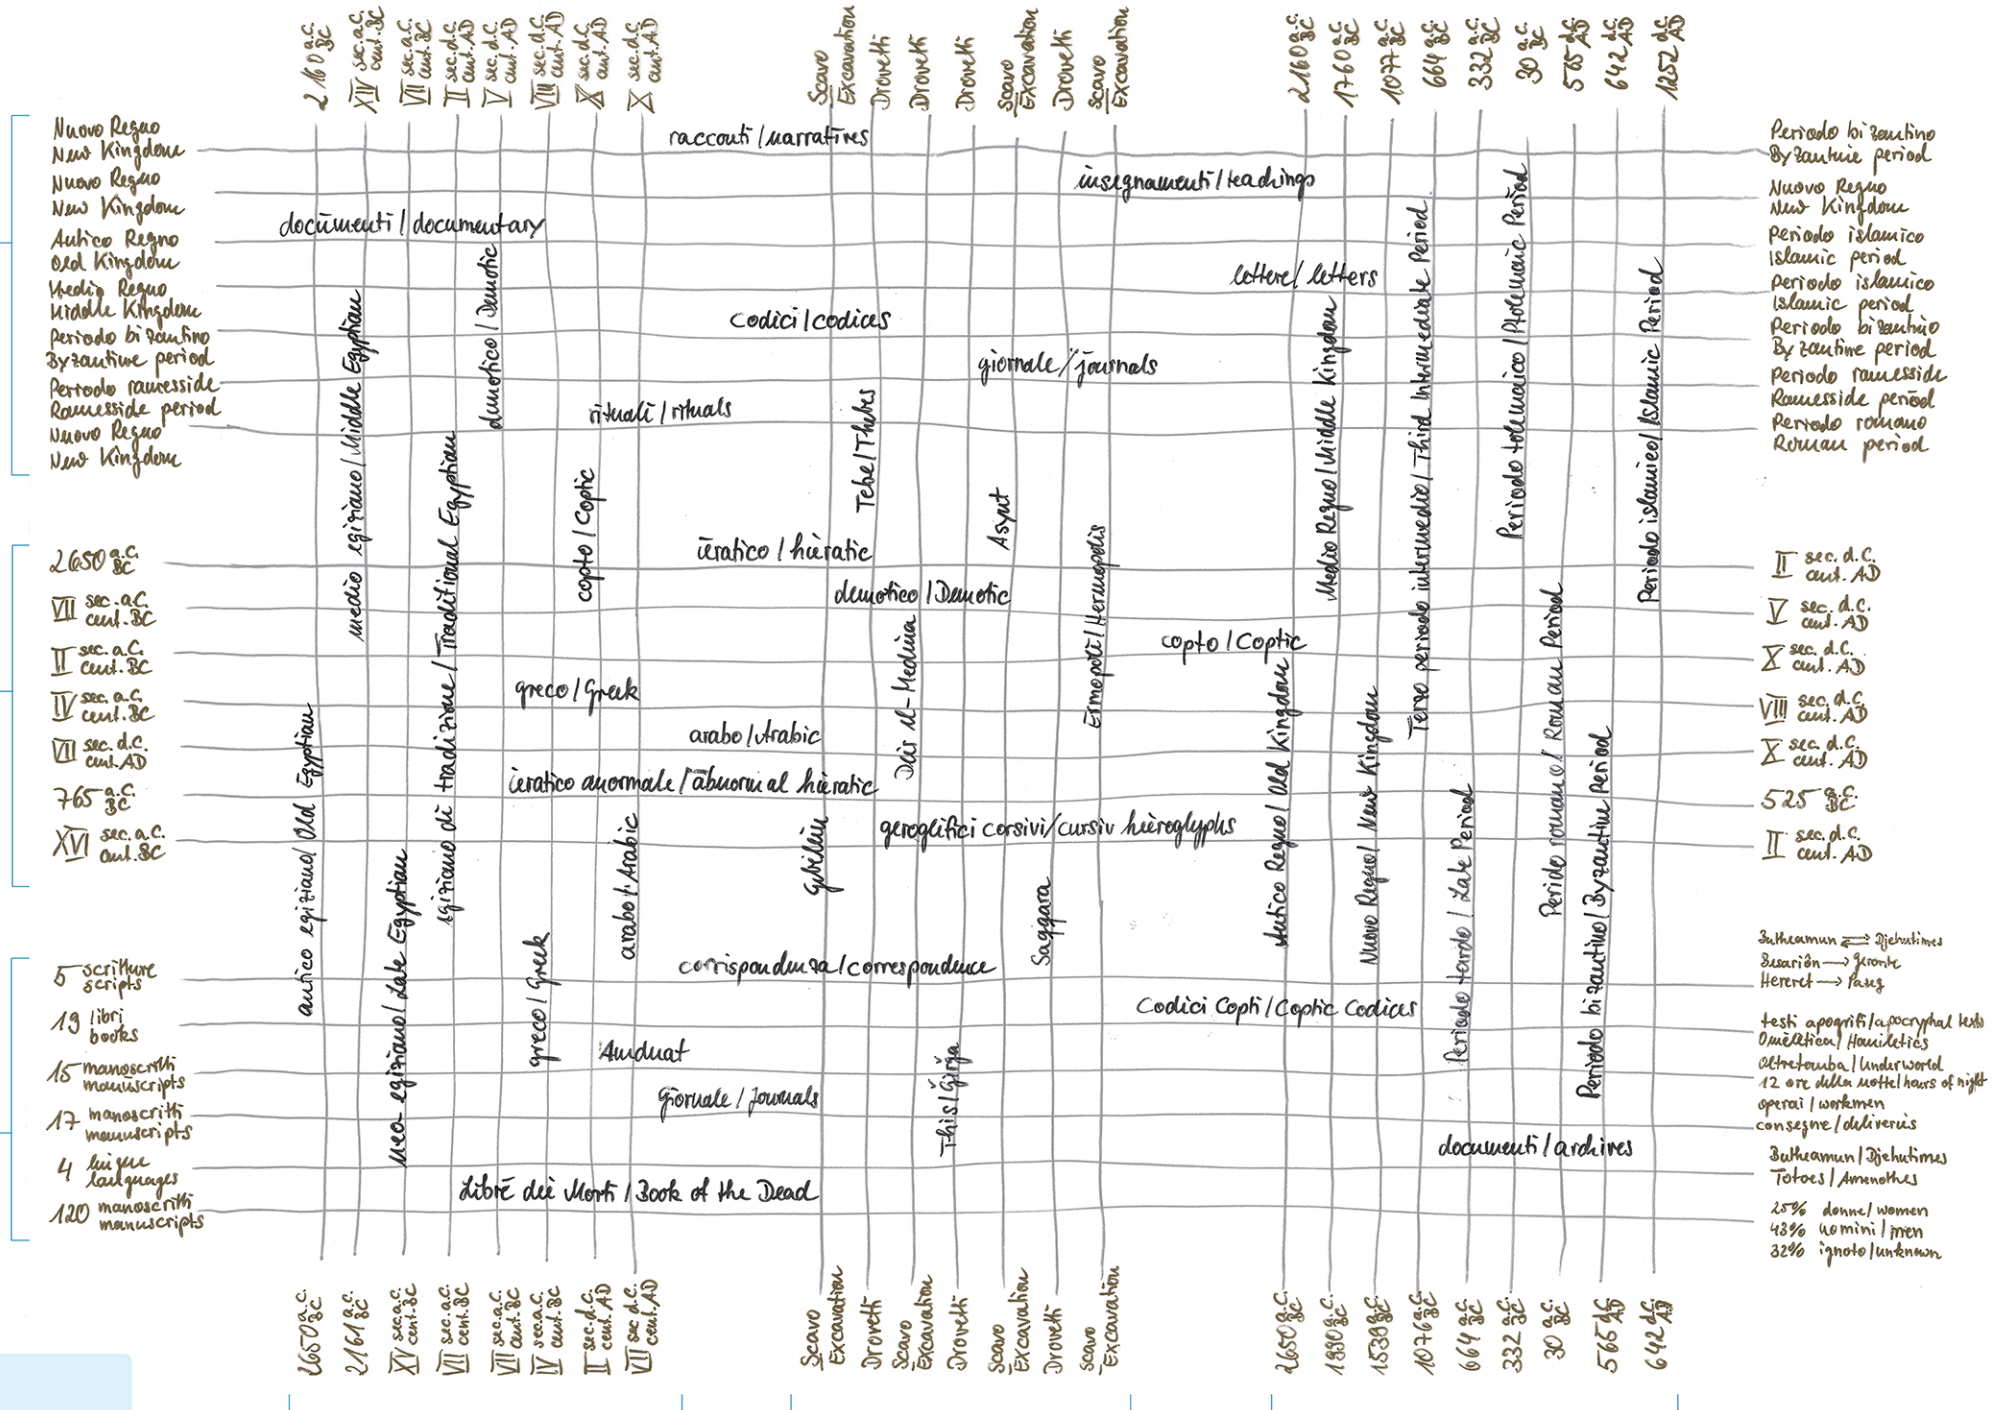 2160 a.C. BC
XIV sec. a.C. cent. BC
VII sec. a.C. cent. BC
II sec. d.C. cent. AD
V sec. d.C. cent. AD
VIII sec. d.C. cent. AD
X sec. d.C. cent. AD
X sec. d.C. cent. AD
Scavo
Excavation
Drovetti
Drovetti
Drovetti
Scavo
Excavation
Drovetti
Scavo
Excavation
2160 a.C. BC
1760 a.C. BC
1077 a.C. BC
664 a.C. BC
332 a.C. BC
30 a.C. BC
565 d.C. AD
642 d.C. AD
1252 d.C. AD
Nuovo Regno
New Kingdom
Nuovo Regno
New Kingdom
Antico Regno
Old Kingdom
Medio Regno
Middle Kingdom
Periodo bizantino
Byzantine period
Periodo ramesside
Ramesside period
Nuovo Regno
New Kingdom
racconti / narratives
insegnamenti / teachings
documenti / documentary
lettere / letters
codici / codices
giornale / journals
rituali / rituals
Periodo bizantino
Byzantine period
Nuovo Regno
New Kingdom
Periodo islamico
Islamic period
Periodo islamico
Islamic period
Periodo bizantino
Byzantine period
Periodo ramesside
Ramesside period
Periodo romano
Roman period
2650 a.C. BC
VII sec. a.C. cent. BC
II sec. a.C. cent. BC
IV sec. a.C. cent. BC
VII sec. d.C. cent. AD
765 a.C. BC
XVI sec. a.C. cent. BC
ieratico / hieratic
demotico / Demotic
copto / Coptic
greco / Greek
arabo / Arabic
ieratico anormale / abnormal hieratic
geroglifici corsivi / cursiv hieroglyphs
II sec. d.C. cent. AD
V sec. d.C. cent. AD
X sec. d.C. cent. AD
VIII sec. d.C. cent. AD
X sec. d.C. cent. AD
525 a.C. BC
II sec. d.C. cent. AD
5 scritture scripts
19 libri books
15 manoscritti manuscripts
17 manoscritti manuscripts
4 lingue languages
120 manoscritti manuscripts
corrispondenza / correspondence
Codici Copti / Coptic Codices
Amduat
Giornale / Journals
documenti / archives
Libro dei Morti / Book of the Dead
Butheamun ⇄ Djehutimes
Besarion → Geronte
Hereret →
testi apogrifi / apocryphal texts
Omeletica / Homiletics
Oltretomba / Underworld
12 ore della notte / hours of night
operai / workmen
consegne / deliveries
Butheamun / Djehutimes
Totoes / Amenothes
25% donne / women
43% uomini / men
32% ignoto / unknown
antico egiziano / Old Egyptian
medio egiziano / Middle Egyptian
neo-egiziano / Late Egyptian
egiziano di tradizione / Traditional Egyptian
demotico / Demotic
greco / Greek
copto / Coptic
arabo / Arabic
Gebelein
Tebe / Thebes
Deir el-Medina
This / Girga
Asyut
Saqqara
Ermopoli / Hermopolis
Antico Regno / Old Kingdom
Medio Regno / Middle Kingdom
Nuovo Regno / New Kingdom
Terzo periodo intermedio / Third Intermediate Period
Periodo tardo / Late Period
Periodo tolemaico / Ptolemaic Period
Periodo romano / Roman Period
Periodo bizantino / Byzantine Period
Periodo islamico / Islamic Period
2650 a.C. BC
2161 a.C. BC
XV sec. a.C. cent. BC
VII sec. a.C. cent. BC
VII sec. a.C. cent. BC
IV sec. a.C. cent. BC
II sec. d.C. cent. AD
VII sec. d.C. cent. AD
Scavo
Excavation
Drovetti
Scavo
Excavation
Drovetti
Scavo
Excavation
Drovetti
scavo
Excavation
2650 a.C. BC
1990 a.C. BC
1539 a.C. BC
1076 a.C. BC
664 a.C. BC
332 a.C. BC
30 a.C. BC
565 d.C. AD
642 d.C. AD